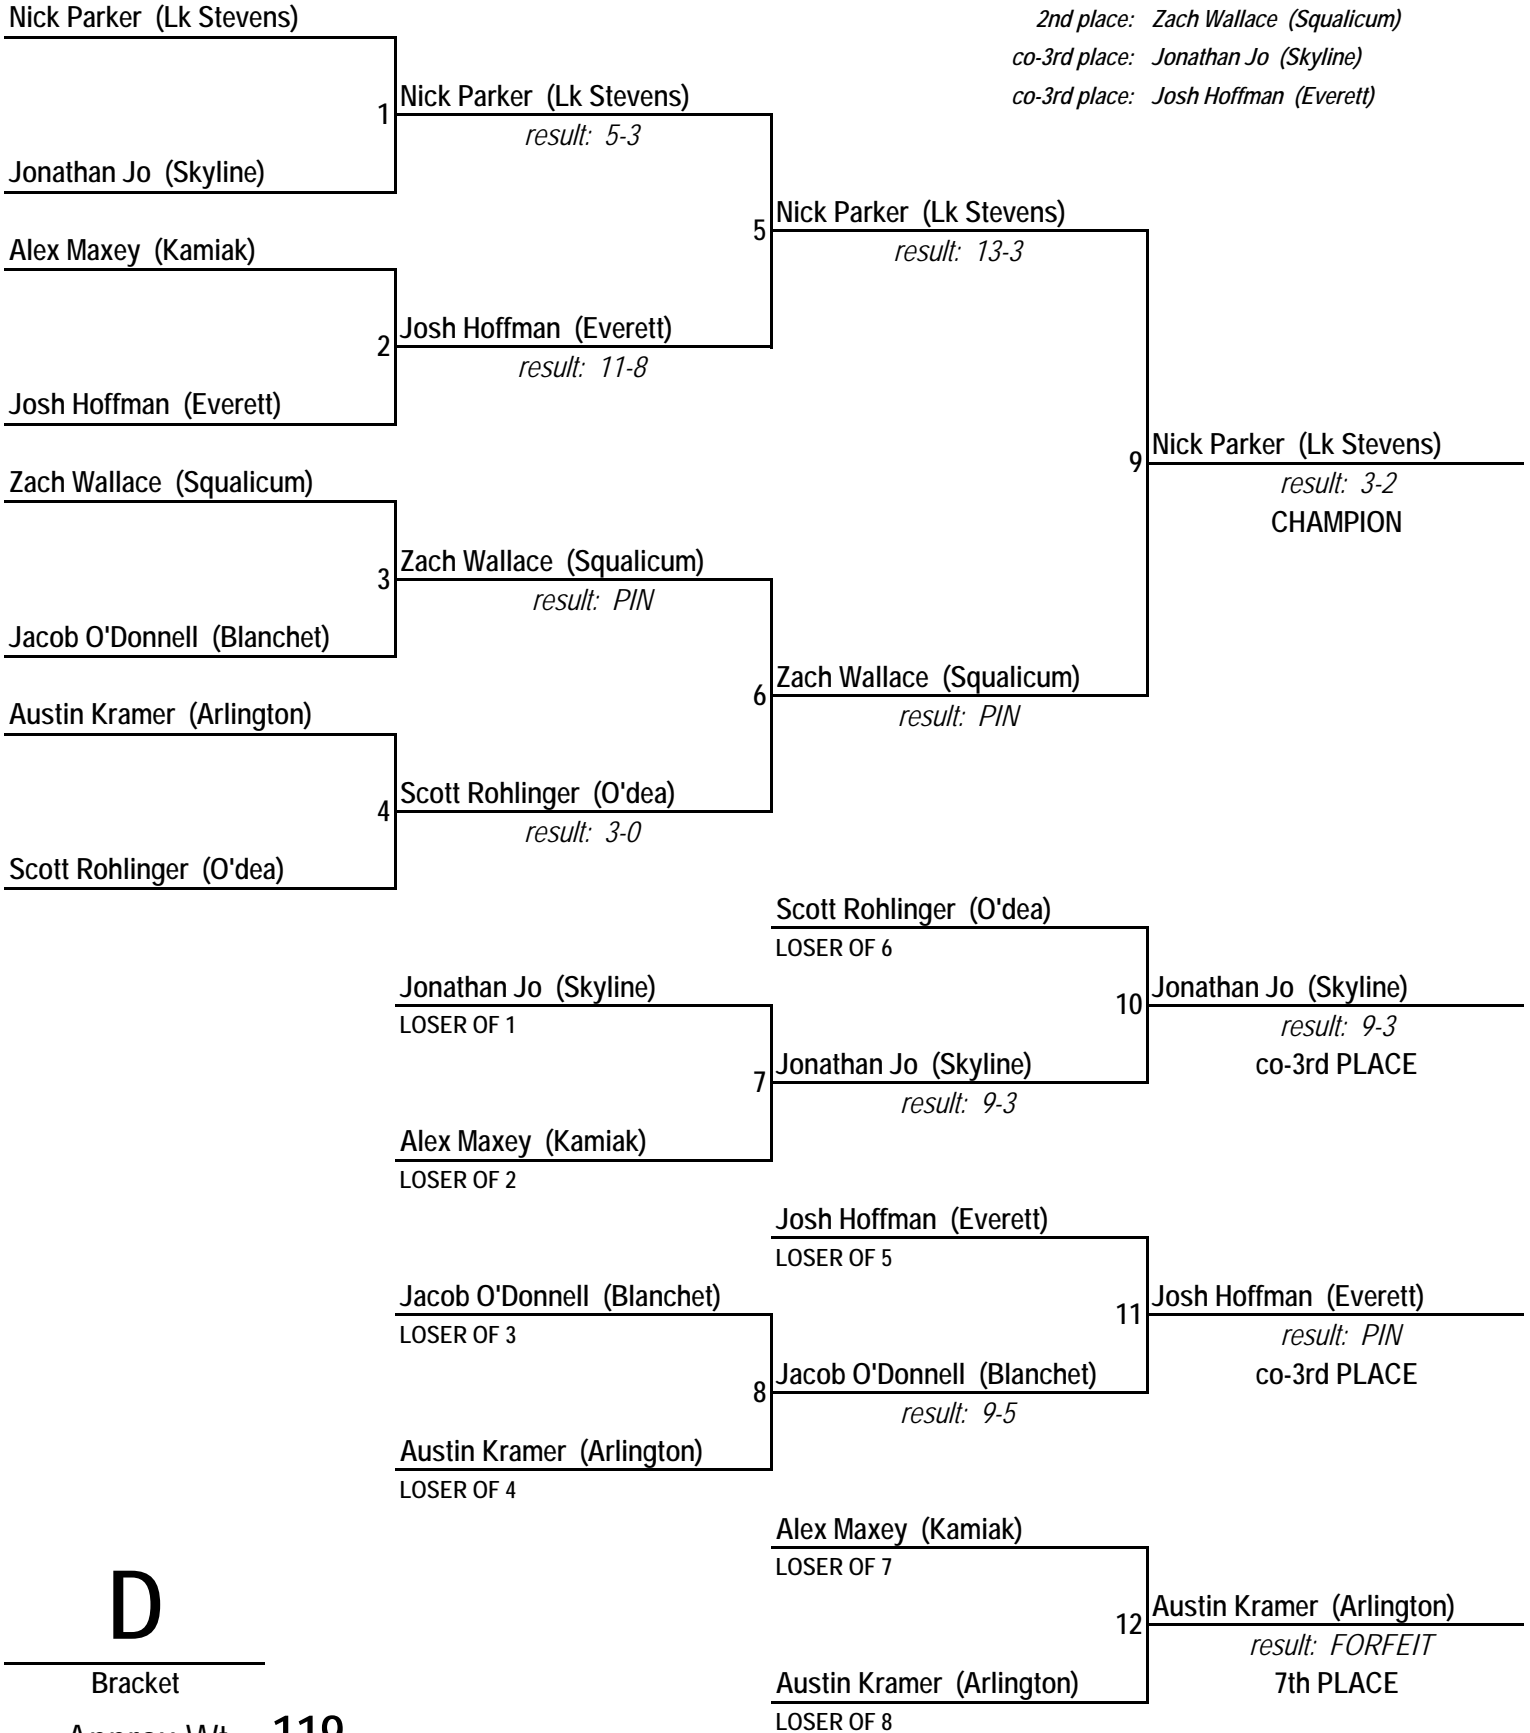 Nick Parker (Lk Stevens)
2nd place: Zach Wallace (Squalicum)
co-3rd place: Jonathan Jo (Skyline)
co-3rd place: Josh Hoffman (Everett)
1
Nick Parker (Lk Stevens)
result: 5-3
Jonathan Jo (Skyline)
5
Nick Parker (Lk Stevens)
result: 13-3
Alex Maxey (Kamiak)
2
Josh Hoffman (Everett)
result: 11-8
Josh Hoffman (Everett)
9
Nick Parker (Lk Stevens)
result: 3-2
CHAMPION
Zach Wallace (Squalicum)
3
Zach Wallace (Squalicum)
result: PIN
Jacob O'Donnell (Blanchet)
6
Zach Wallace (Squalicum)
result: PIN
Austin Kramer (Arlington)
4
Scott Rohlinger (O'dea)
result: 3-0
Scott Rohlinger (O'dea)
Scott Rohlinger (O'dea)
LOSER OF 6
Jonathan Jo (Skyline)
LOSER OF 1
10
Jonathan Jo (Skyline)
result: 9-3
co-3rd PLACE
7
Jonathan Jo (Skyline)
result: 9-3
Alex Maxey (Kamiak)
LOSER OF 2
Josh Hoffman (Everett)
LOSER OF 5
Jacob O'Donnell (Blanchet)
LOSER OF 3
11
Josh Hoffman (Everett)
result: PIN
co-3rd PLACE
8
Jacob O'Donnell (Blanchet)
result: 9-5
Austin Kramer (Arlington)
LOSER OF 4
Alex Maxey (Kamiak)
LOSER OF 7
12
Austin Kramer (Arlington)
result: FORFEIT
7th PLACE
Austin Kramer (Arlington)
LOSER OF 8
D
Bracket
Approx Wt 119